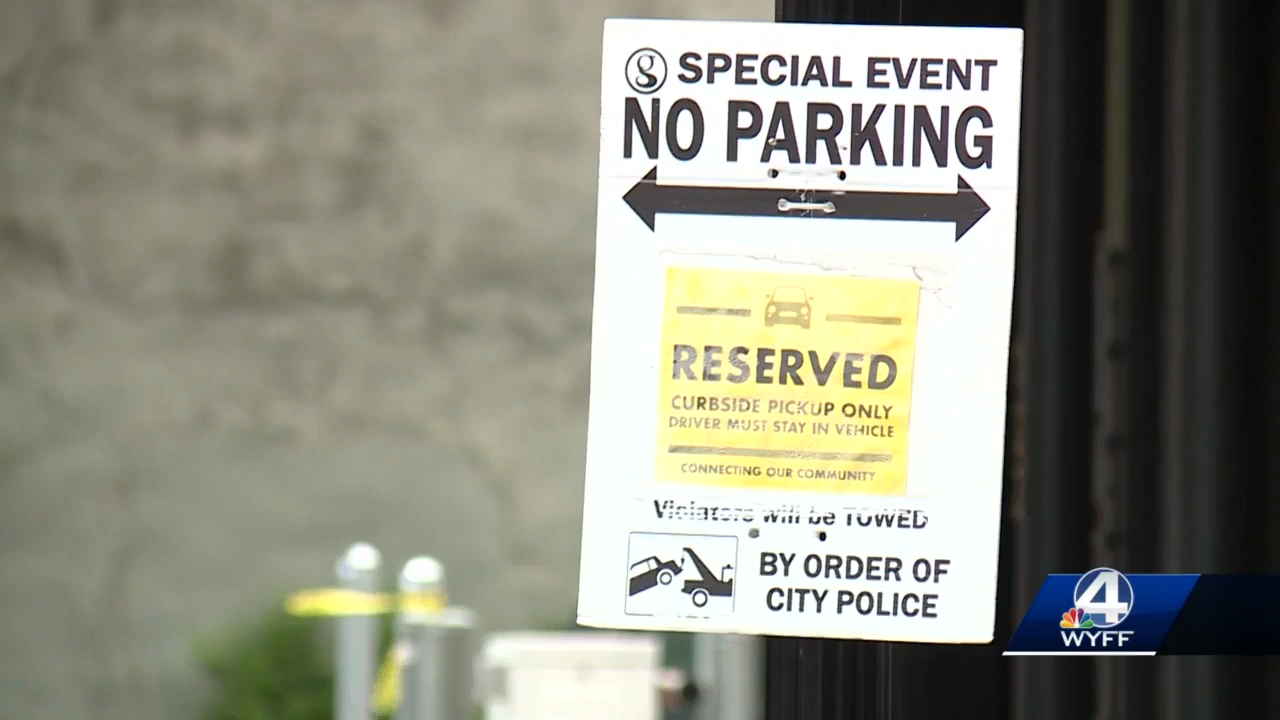 g SPECIAL EVENT
NO PARKING
RESERVED
CURBSIDE PICKUP ONLY
DRIVER MUST STAY IN VEHICLE
CONNECTING OUR COMMUNITY
Violators will be TOWED
BY ORDER OF
CITY POLICE
4
WYFF